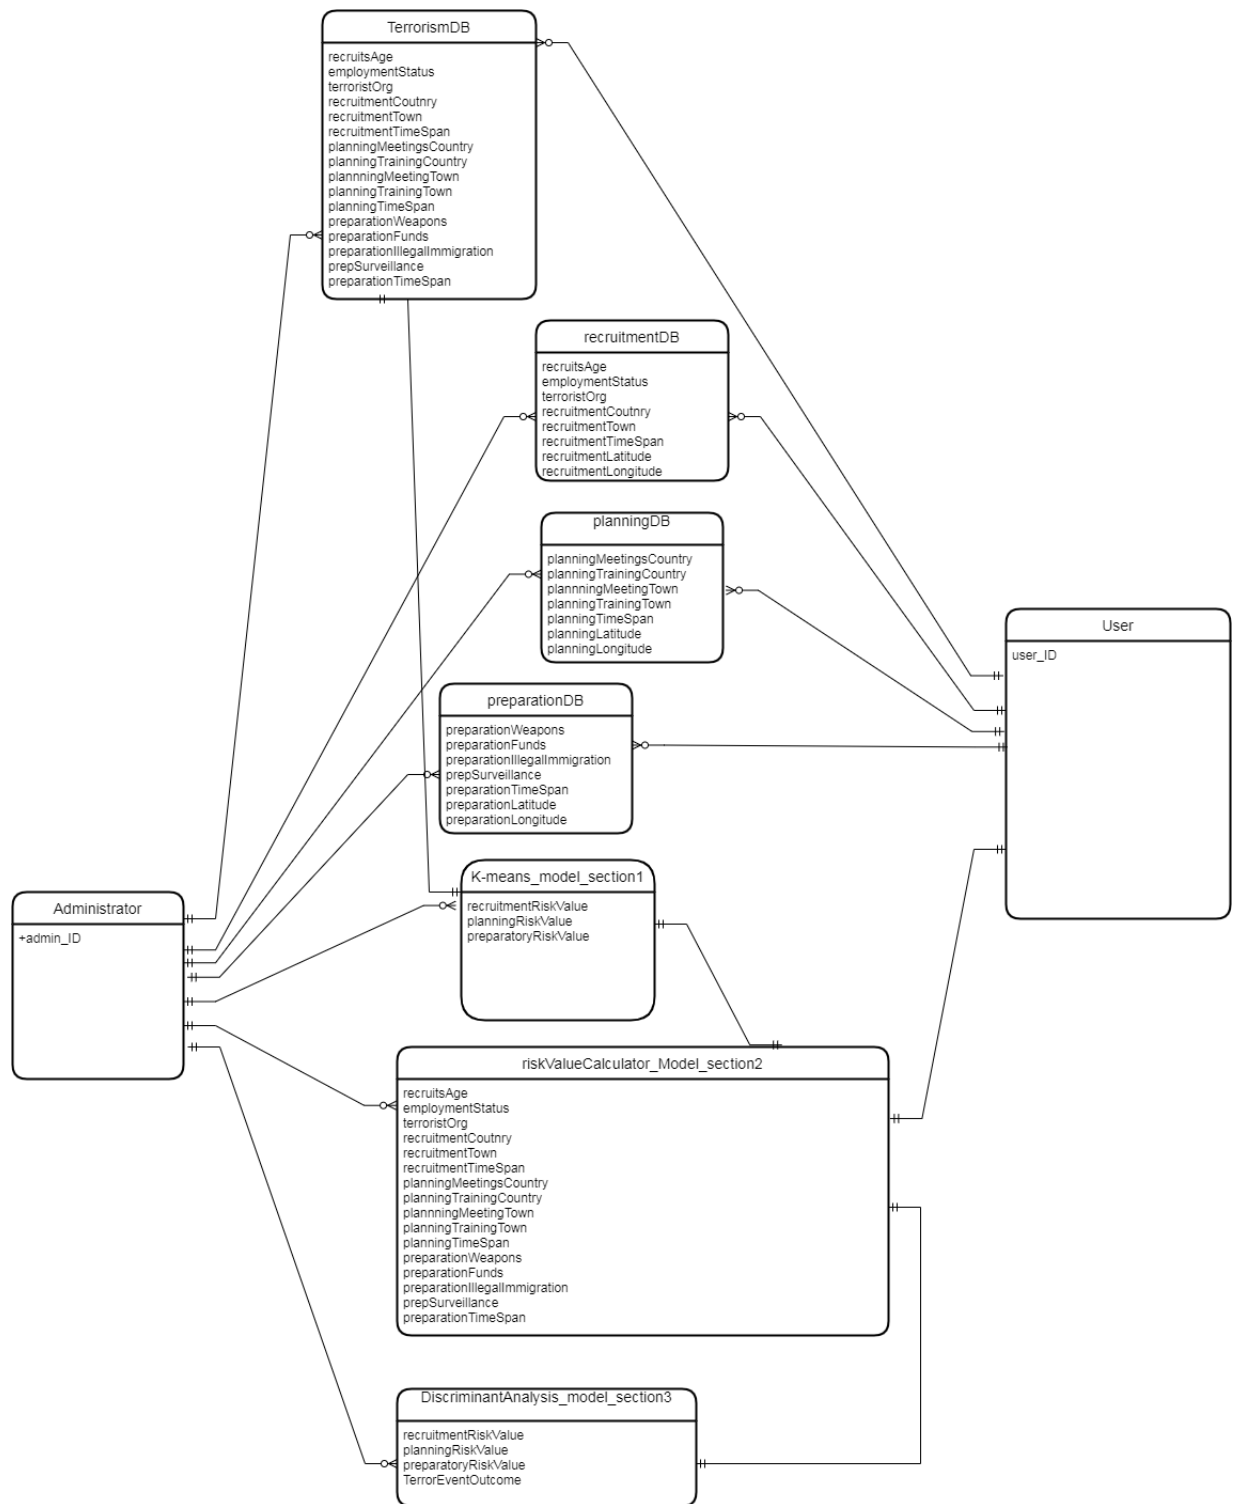 TerrorismDB
recruitsAge
employmentStatus
terroristOrg
recruitmentCoutnry
recruitmentTown
recruitmentTimeSpan
planningMeetingsCountry
planningTrainingCountry
plannningMeetingTown
planningTrainingTown
planningTimeSpan
preparationWeapons
preparationFunds
preparationIllegalImmigration
prepSurveillance
preparationTimeSpan
recruitmentDB
recruitsAge
employmentStatus
terroristOrg
recruitmentCoutnry
recruitmentTown
recruitmentTimeSpan
recruitmentLatitude
recruitmentLongitude
planningDB
planningMeetingsCountry
planningTrainingCountry
plannningMeetingTown
planningTrainingTown
planningTimeSpan
planningLatitude
planningLongitude
User
user_ID
preparationDB
preparationWeapons
preparationFunds
preparationIllegalImmigration
prepSurveillance
preparationTimeSpan
preparationLatitude
preparationLongitude
K-means_model_section1
recruitmentRiskValue
planningRiskValue
preparatoryRiskValue
Administrator
+admin_ID
riskValueCalculator_Model_section2
recruitsAge
employmentStatus
terroristOrg
recruitmentCoutnry
recruitmentTown
recruitmentTimeSpan
planningMeetingsCountry
planningTrainingCountry
plannningMeetingTown
planningTrainingTown
planningTimeSpan
preparationWeapons
preparationFunds
preparationIllegalImmigration
prepSurveillance
preparationTimeSpan
DiscriminantAnalysis_model_section3
recruitmentRiskValue
planningRiskValue
preparatoryRiskValue
TerrorEventOutcome